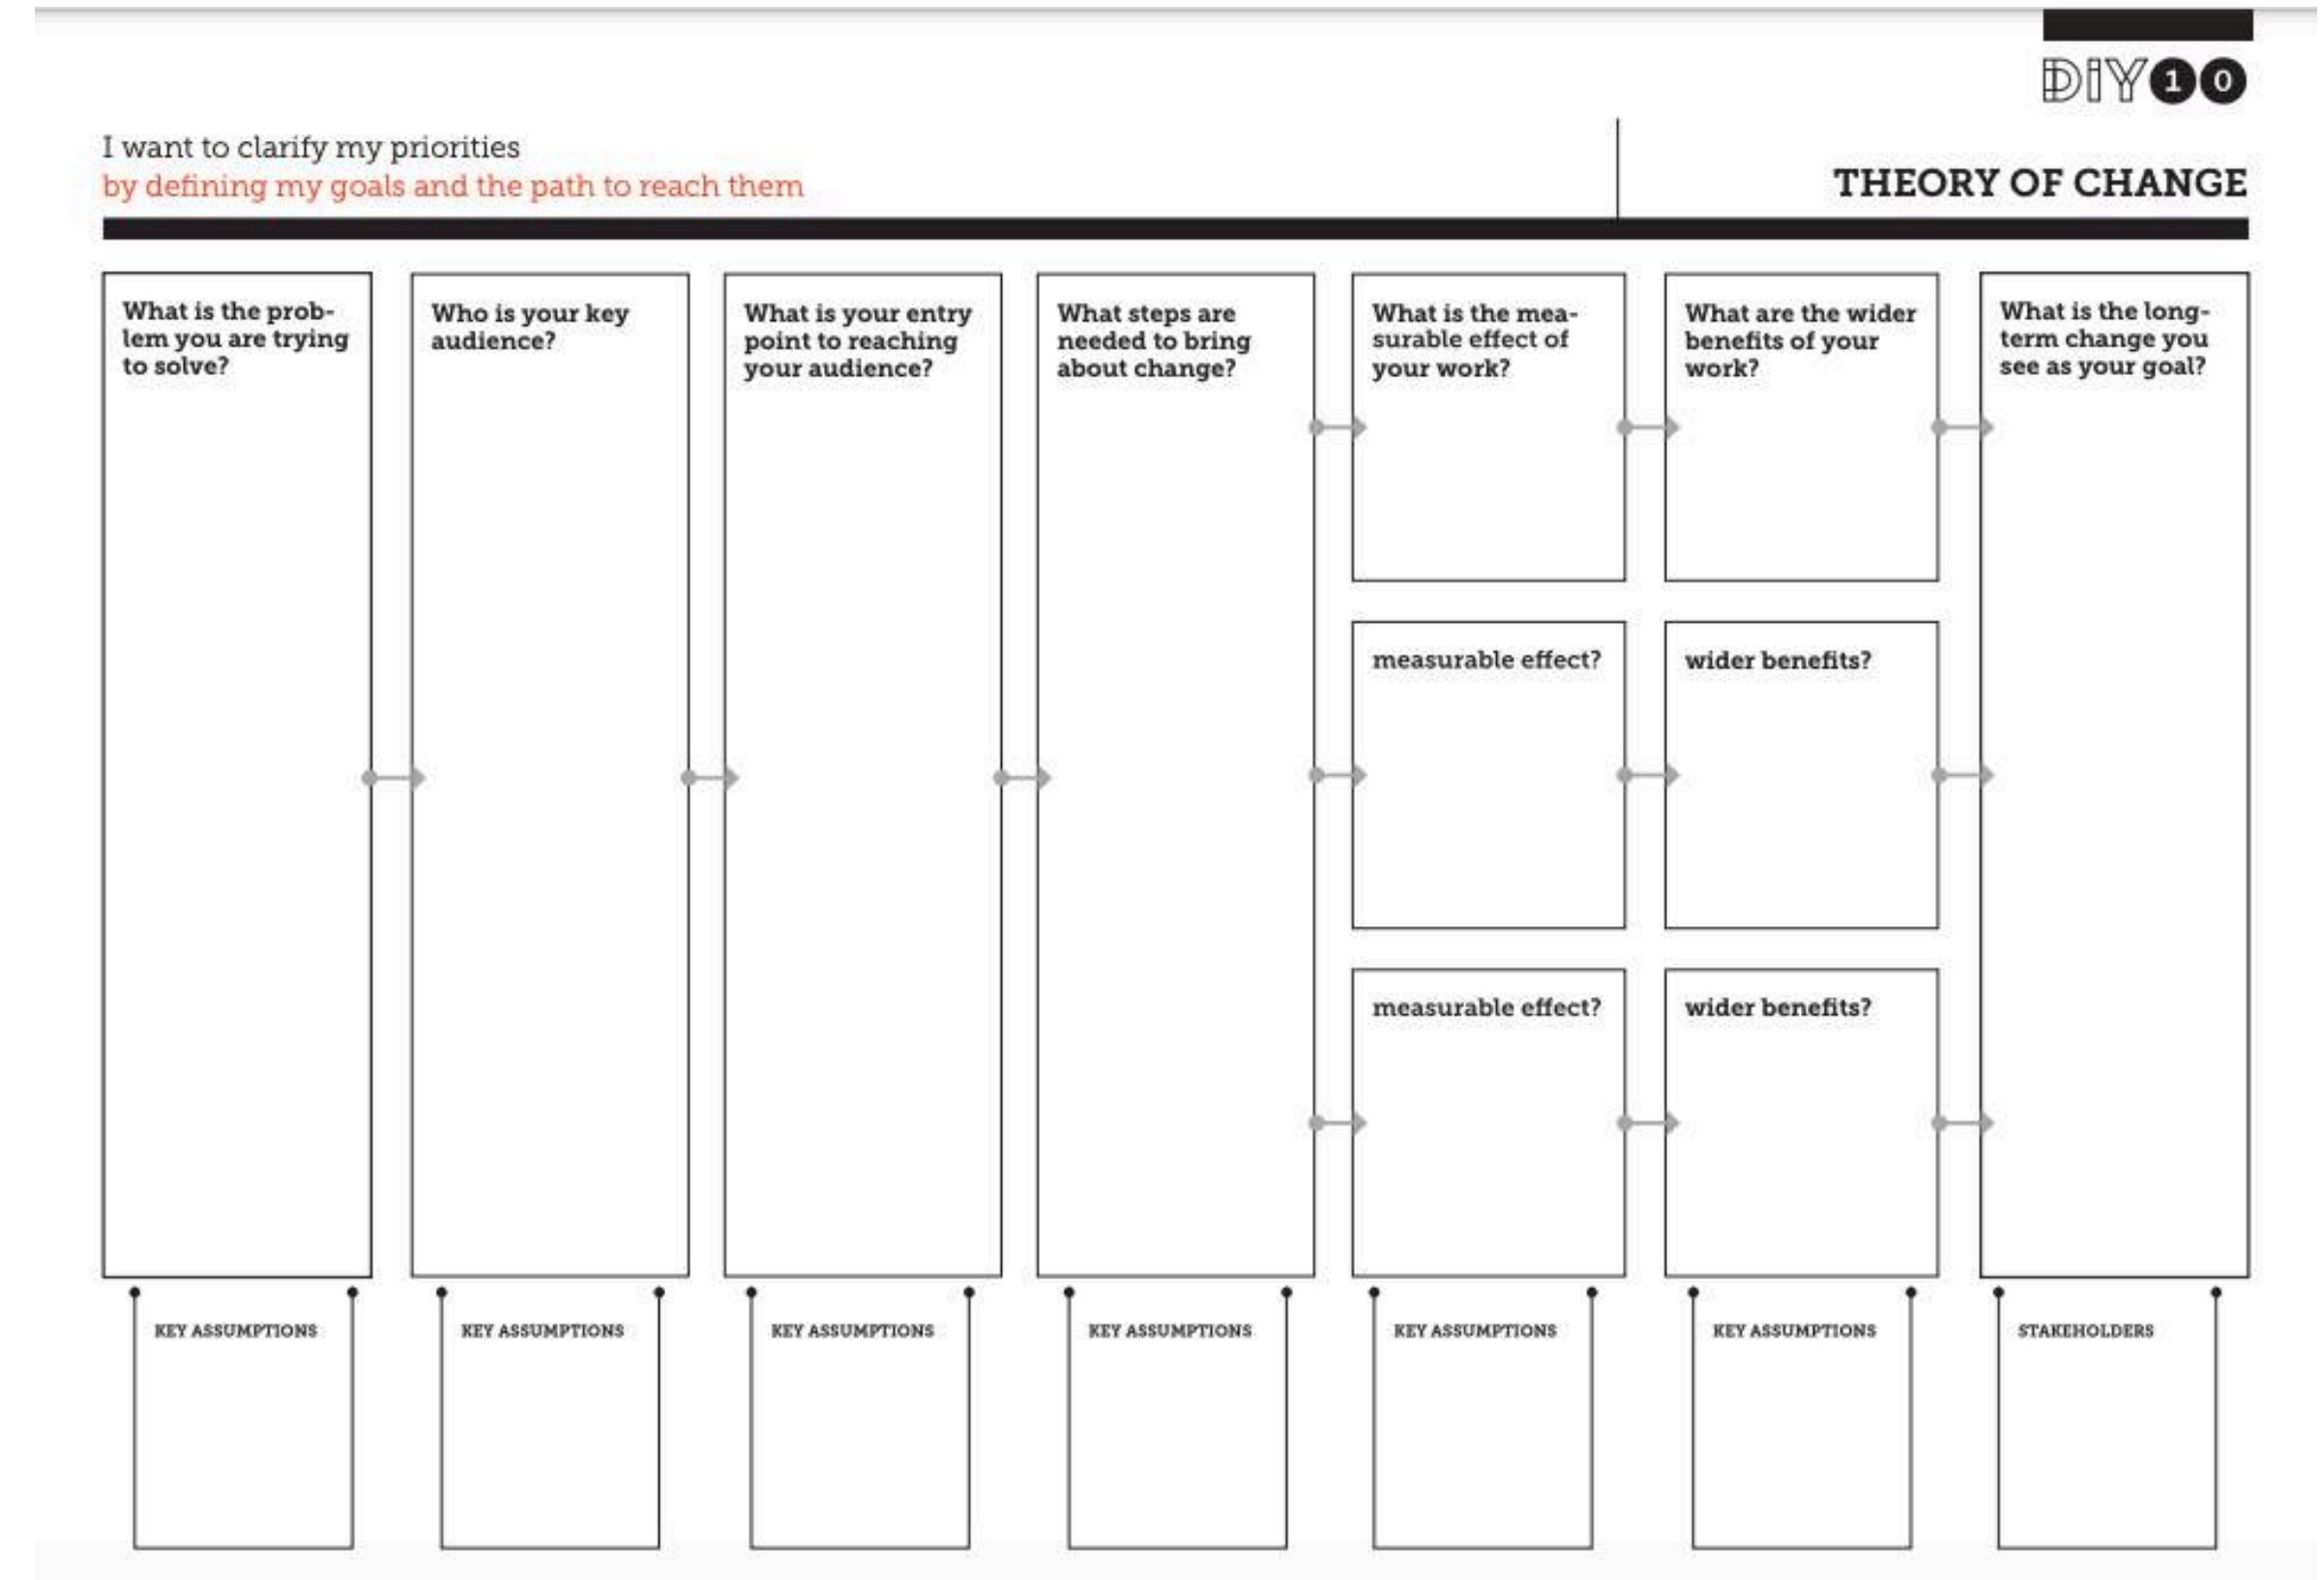 DIY10
I want to clarify my priorities
by defining my goals and the path to reach them
THEORY OF CHANGE
What is the prob-
lem you are trying
to solve?
Who is your key
audience?
What is your entry
point to reaching
your audience?
What steps are
needed to bring
about change?
What is the mea-
surable effect of
your work?
measurable effect?
measurable effect?
What are the wider
benefits of your
work?
wider benefits?
wider benefits?
What is the long-
term change you
see as your goal?
KEY ASSUMPTIONS
KEY ASSUMPTIONS
KEY ASSUMPTIONS
KEY ASSUMPTIONS
KEY ASSUMPTIONS
KEY ASSUMPTIONS
STAKEHOLDERS